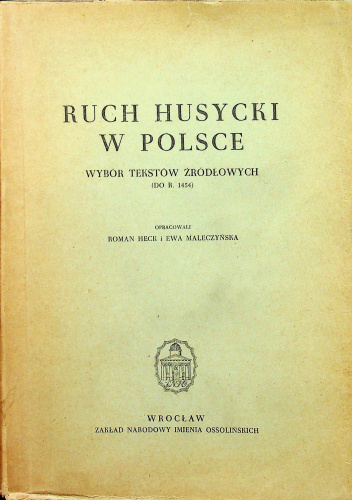 RUCH HUSYCKI
W POLSCE
WYBÓR TEKSTÓW ŹRÓDŁOWYCH
(DO R. 1454)
OPRACOWALI
ROMAN HECK i EWA MALECZYŃSKA
WROCŁAW
ZAKŁAD NARODOWY IMIENIA OSSOLIŃSKICH